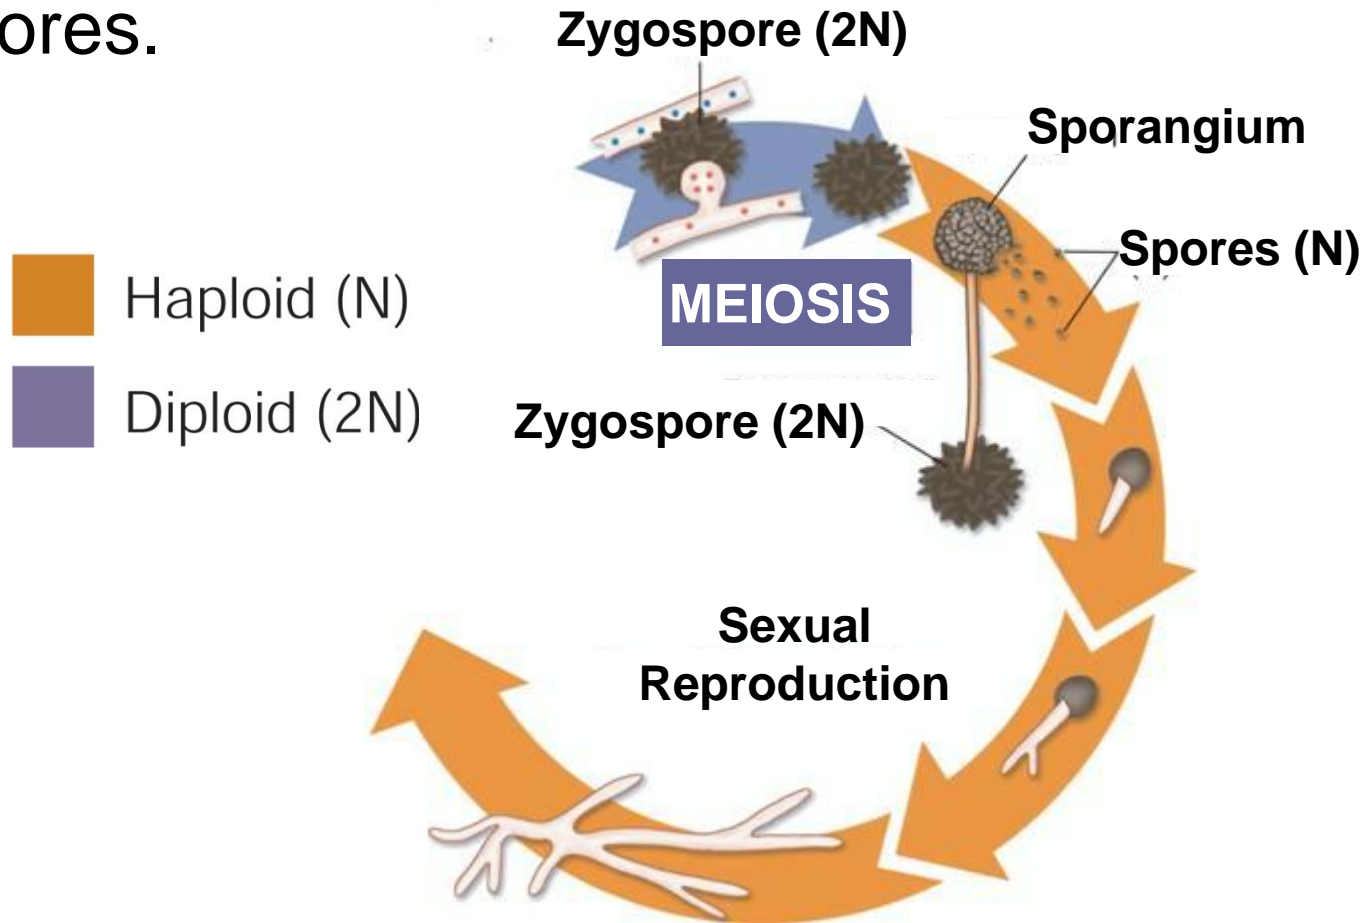 ores.
Zygospore (2N)
Sporangium
Spores (N)
Haploid (N)
MEIOSIS
Diploid (2N)
Zygospore (2N)
Sexual
Reproduction